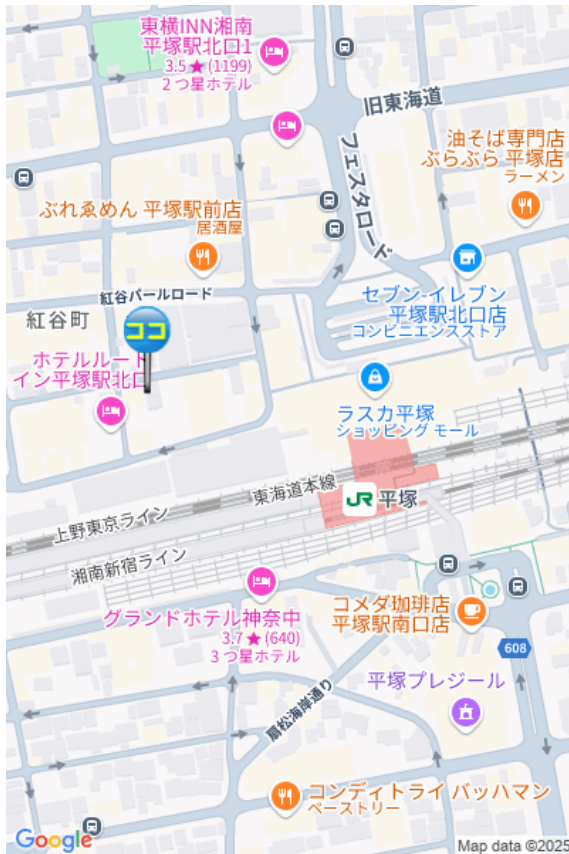 東横INN湘南
平塚駅北口1
3.5★(1199)
2 つ星ホテル
旧東海道
フェスタロード
油そば専門店
ぶらぶら 平塚店
ラーメン
ぶれゑめん 平塚駅前店
居酒屋
セブン-イレブン
平塚駅北口店
コンビニエンスストア
紅谷パールロード
紅谷町
ココ
ホテルルート
イン平塚駅北口
ラスカ平塚
ショッピング モール
東海道本線
JR 平塚
上野東京ライン
湘南新宿ライン
グランドホテル神奈中
3.7★(640)
3 つ星ホテル
コメダ珈琲店
平塚駅南口店
608
平塚プレジール
扇松海岸通り
コンディトライ バッハマン
ペーストリー
Google
Map data ©2025